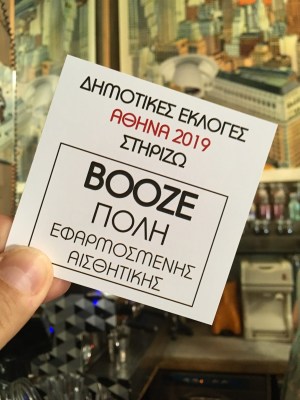 ΔΗΜΟΤΙΚΕΣ ΕΚΛΟΓΕΣ
ΑΘΗΝΑ 2019
ΣΤΗΡΙΖΩ
BOOZE
ΠΟΛΗ
ΕΦΑΡΜΟΣΜΕΝΗΣ
ΑΙΣΘΗΤΙΚΗΣ